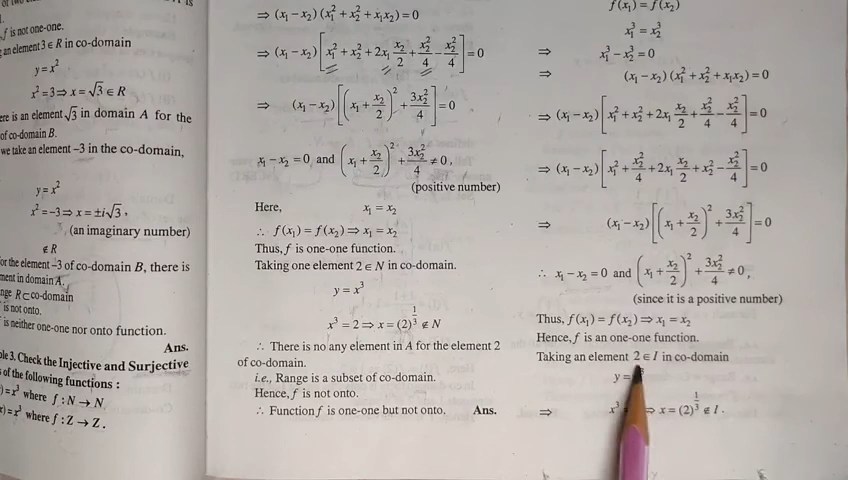 f is not one-one.
an element 3 ∈ R in co-domain
y = x²
x² = 3 ⇒ x = √3 ∈ R
ere is an element √3 in domain A for the
of co-domain B.
we take an element –3 in the co-domain,
y = x²
x² = –3 ⇒ x = ± i√3 ,
(an imaginary number)
∉ R
for the element –3 of co-domain B, there is
ment in domain A.
nge R ⊂ co-domain
is not onto.
is neither one-one nor onto function.
Ans.
ple 3. Check the Injective and Surjective
s of the following functions :
) = x² where f : N → N.
x) = x³ where f : Z → Z.
⇒ (x₁ – x₂) (x₁² + x₂² + x₁x₂) = 0
⇒ (x₁ – x₂) [x₁² + x₂² + 2x₁ x₂/2 + x₂²/4 – x₂²/4] = 0
⇒ (x₁ – x₂) [(x₁ + x₂/2)² + 3x₂²/4] = 0
x₁ – x₂ = 0 and (x₁ + x₂/2)² + 3x₂²/4 ≠ 0 ,
(positive number)
Here, x₁ = x₂
∴ f(x₁) = f(x₂) ⇒ x₁ = x₂
Thus, f is one-one function.
Taking one element 2 ∈ N in co-domain.
y = x³
x³ = 2 ⇒ x = (2)^(1/3) ∉ N
∴ There is no any element in A for the element 2
of co-domain.
i.e., Range is a subset of co-domain.
Hence, f is not onto.
∴ Function f is one-one but not onto. Ans.
f(x₁) = f(x₂)
x₁³ = x₂³
⇒ x₁³ – x₂³ = 0
⇒ (x₁ – x₂) (x₁² + x₂² + x₁x₂) = 0
⇒ (x₁ – x₂) [x₁² + x₂² + 2x₁ x₂/2 + x₂²/4 – x₂²/4] = 0
⇒ (x₁ – x₂) [x₁² + x₂²/4 + 2x₁ x₂/2 + x₂² – x₂²/4] = 0
⇒ (x₁ – x₂) [(x₁ + x₂/2)² + 3x₂²/4] = 0
∴ x₁ – x₂ = 0 and (x₁ + x₂/2)² + 3x₂²/4 ≠ 0 ,
(since it is a positive number)
Thus, f(x₁) = f(x₂) ⇒ x₁ = x₂
Hence, f is an one-one function.
Taking an element 2 ∈ I in co-domain
y =
⇒ x³ ⇒ x = (2)^(1/3) ∉ I .